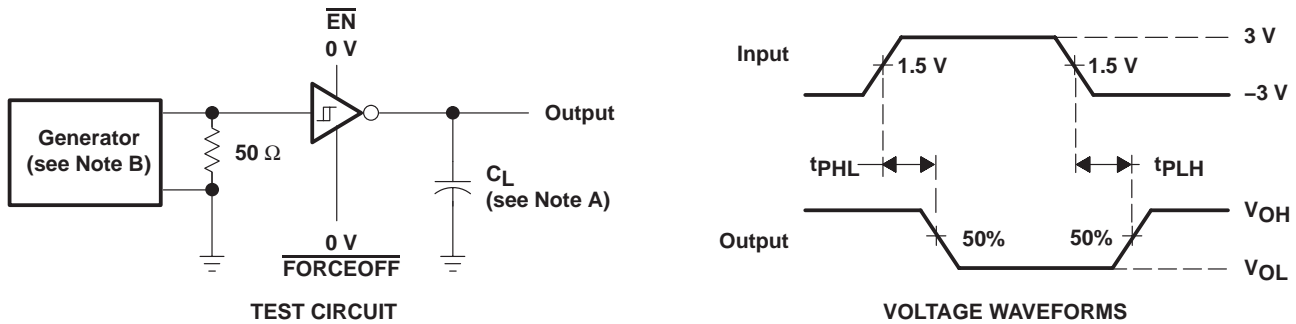 EN
0 V
Generator
(see Note B)
50 Ω
Output
CL
(see Note A)
0 V
FORCEOFF
TEST CIRCUIT
Input
1.5 V
1.5 V
3 V
–3 V
tPHL
tPLH
Output
50%
50%
VOH
VOL
VOLTAGE WAVEFORMS